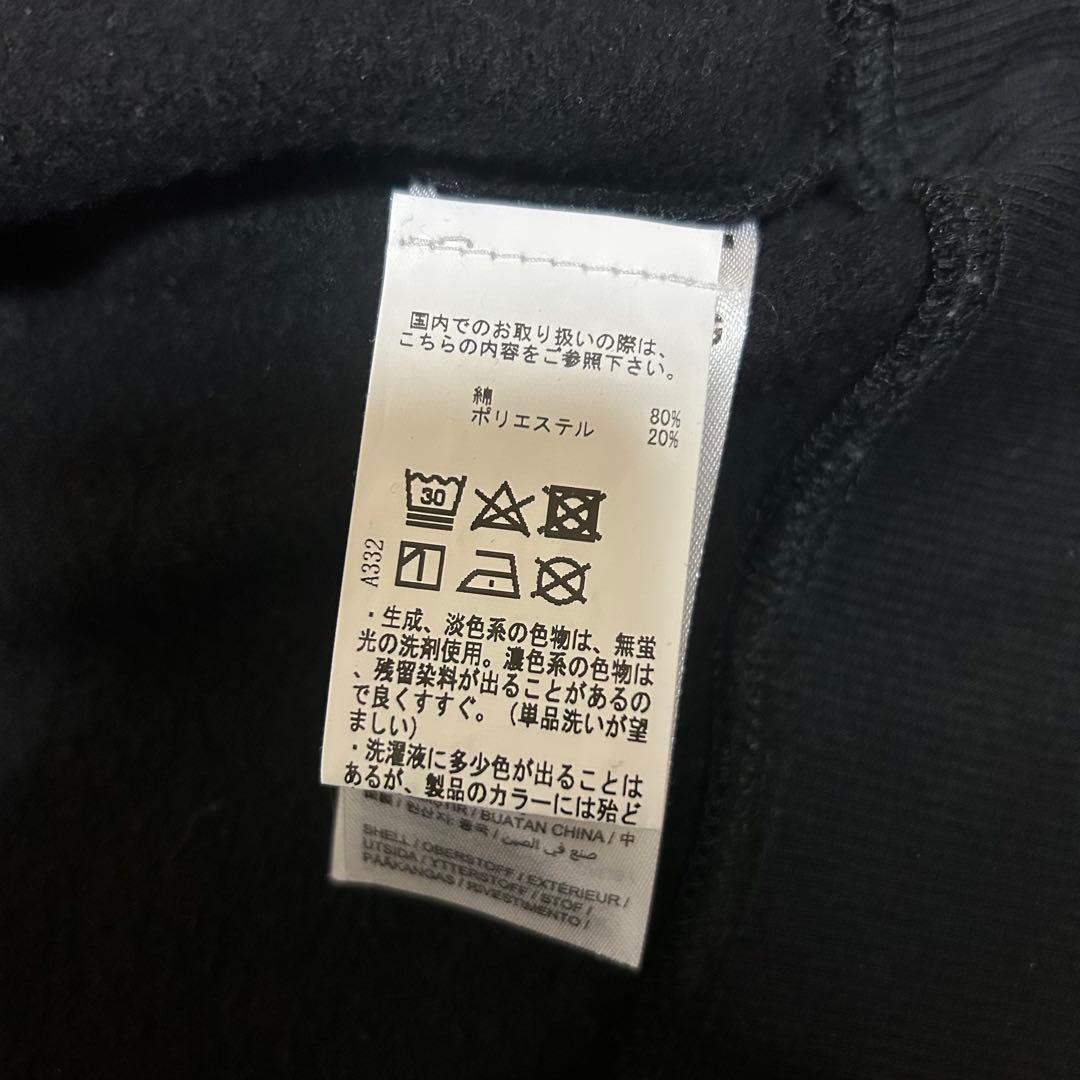 国内でのお取り扱いの際は、
こちらの内容をご参照下さい。
綿 80%
ポリエステル 20%
30
A332
・生成、淡色系の色物は、無蛍
光の洗剤使用。濃色系の色物は
、残留染料が出ることがあるの
で良くすすぐ。（単品洗いが望
ましい）
・洗濯液に多少色が出ることは
あるが、製品のカラーには殆ど
/ BUATAN CHINA / 中
صنع في الصين
SHELL / OBERSTOFF / EXTÉRIEUR /
UTSIDA / YTTERSTOFF / STOF /
PÄÄKANGAS / RIVESTIMENTO /